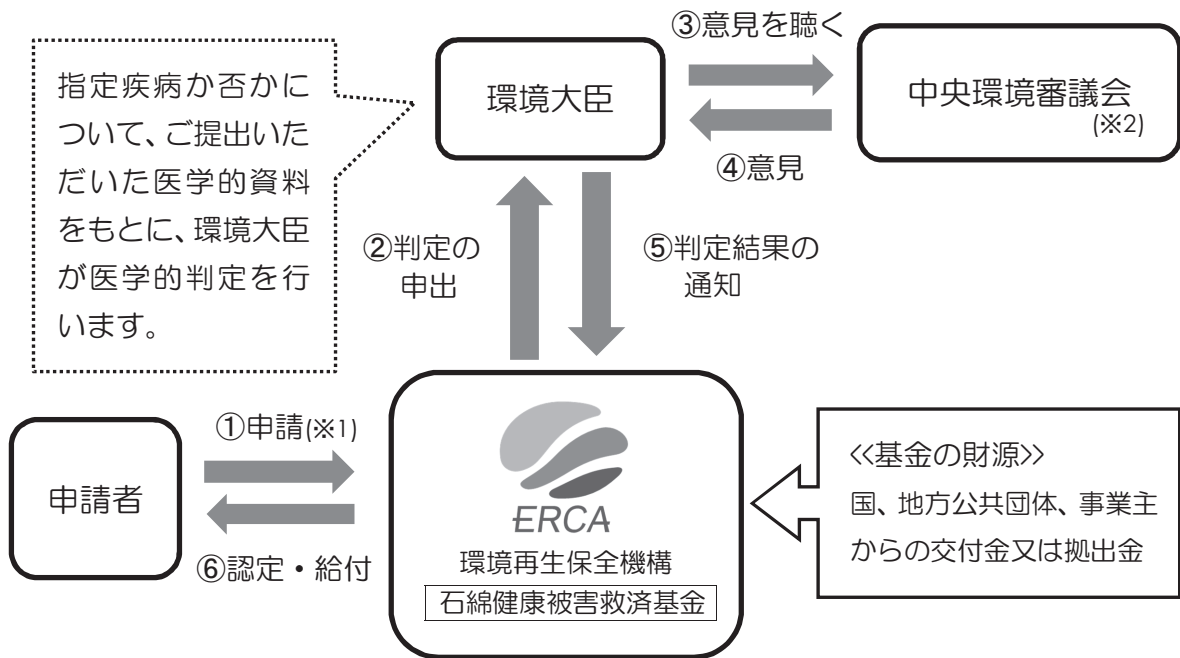 ③意見を聴く
環境大臣
中央環境審議会
(※2)
④意見
指定疾病か否かに
ついて、ご提出いた
だいた医学的資料
をもとに、環境大臣
が医学的判定を行
います。
②判定の
申出
⑤判定結果の
通知
①申請(※1)
申請者
⑥認定・給付
ERCA
環境再生保全機構
石綿健康被害救済基金
≪基金の財源≫
国、地方公共団体、事業主
からの交付金又は拠出金